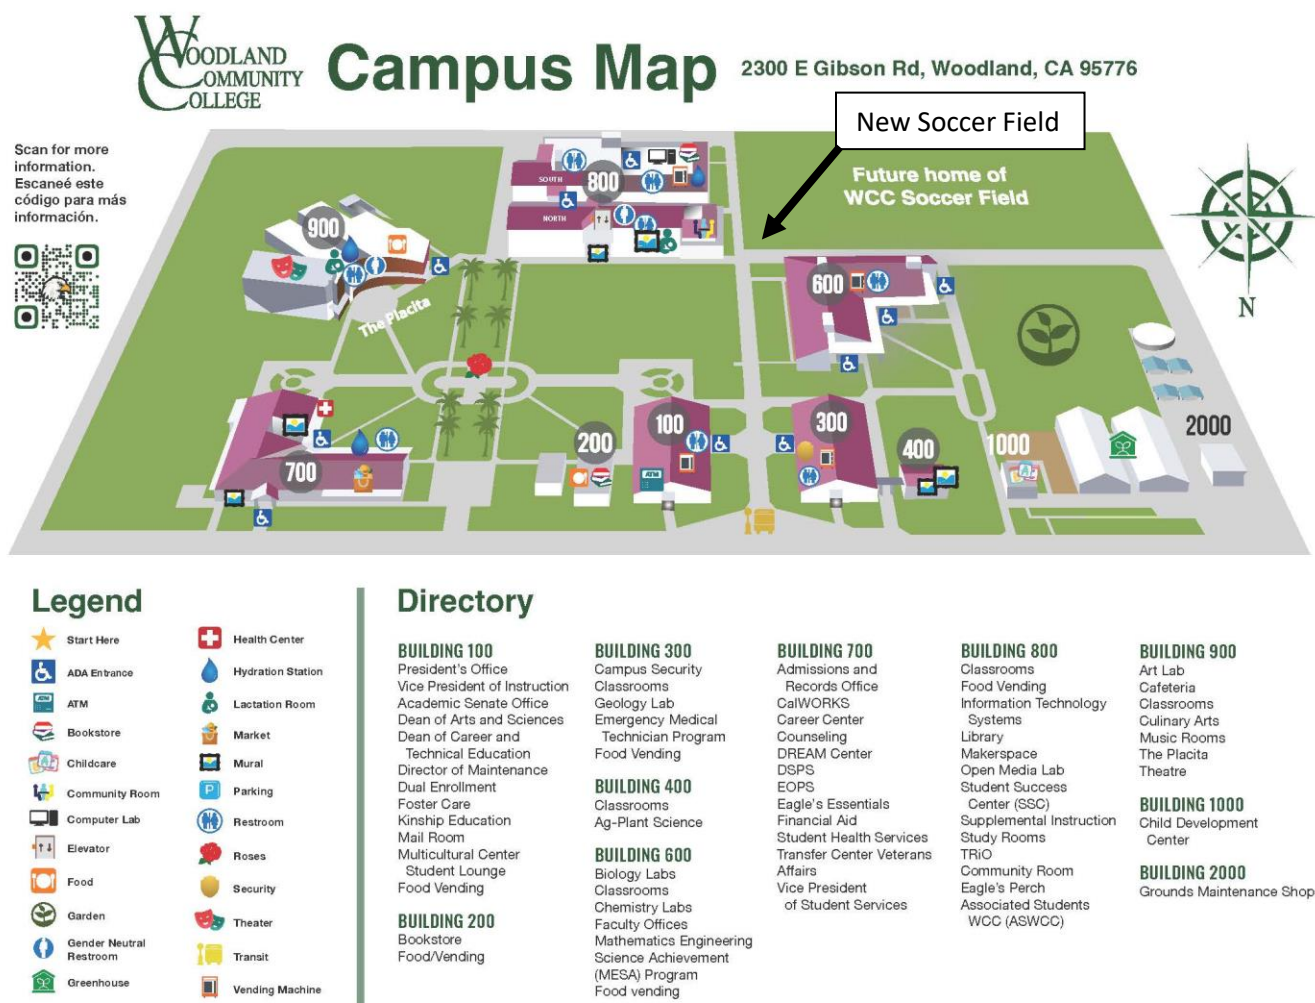 WOODLAND
COMMUNITY
COLLEGE
Campus Map
2300 E Gibson Rd, Woodland, CA 95776
New Soccer Field
Scan for more
information.
Escaneé este
código para más
información.
Future home of
WCC Soccer Field
SOUTH
800
NORTH
900
The Placita
600
N
100
200
300
400
700
1000
2000
ATM
Legend
Start Here
ADA Entrance
ATM
ATM
Bookstore
Childcare
Community Room
Computer Lab
Elevator
Food
Garden
Gender Neutral
Restroom
Greenhouse
Health Center
Hydration Station
Lactation Room
Market
Mural
P
Parking
Restroom
Roses
Security
Theater
Transit
Vending Machine
Directory
BUILDING 100
President's Office
Vice President of Instruction
Academic Senate Office
Dean of Arts and Sciences
Dean of Career and
Technical Education
Director of Maintenance
Dual Enrollment
Foster Care
Kinship Education
Mail Room
Multicultural Center
Student Lounge
Food Vending
BUILDING 200
Bookstore
Food/Vending
BUILDING 300
Campus Security
Classrooms
Geology Lab
Emergency Medical
Technician Program
Food Vending
BUILDING 400
Classrooms
Ag-Plant Science
BUILDING 600
Biology Labs
Classrooms
Chemistry Labs
Faculty Offices
Mathematics Engineering
Science Achievement
(MESA) Program
Food vending
BUILDING 700
Admissions and
Records Office
CalWORKS
Career Center
Counseling
DREAM Center
DSPS
EOPS
Eagle's Essentials
Financial Aid
Student Health Services
Transfer Center Veterans
Affairs
Vice President
of Student Services
BUILDING 800
Classrooms
Food Vending
Information Technology
Systems
Library
Makerspace
Open Media Lab
Student Success
Center (SSC)
Supplemental Instruction
Study Rooms
TRiO
Community Room
Eagle's Perch
Associated Students
WCC (ASWCC)
BUILDING 900
Art Lab
Cafeteria
Classrooms
Culinary Arts
Music Rooms
The Placita
Theatre
BUILDING 1000
Child Development
Center
BUILDING 2000
Grounds Maintenance Shop